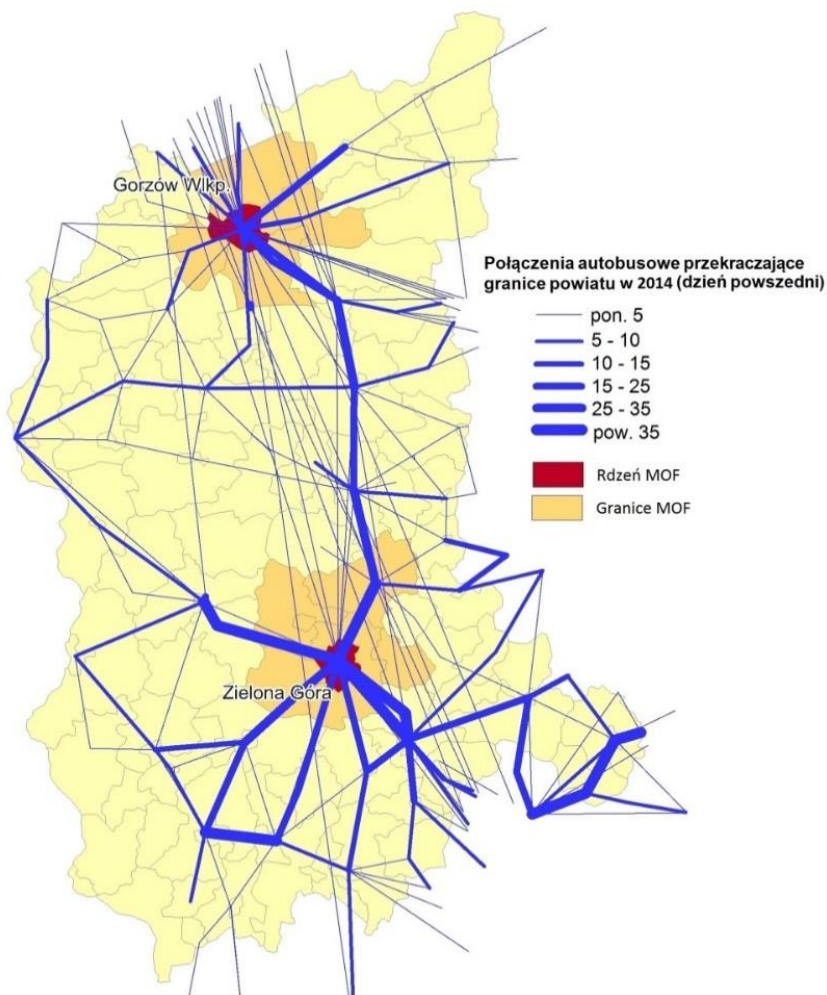 Gorzów Wlkp.
Połączenia autobusowe przekraczające
granice powiatu w 2014 (dzień powszedni)
pon. 5
5 - 10
10 - 15
15 - 25
25 - 35
pow. 35
Rdzeń MOF
Granice MOF
Zielona Góra